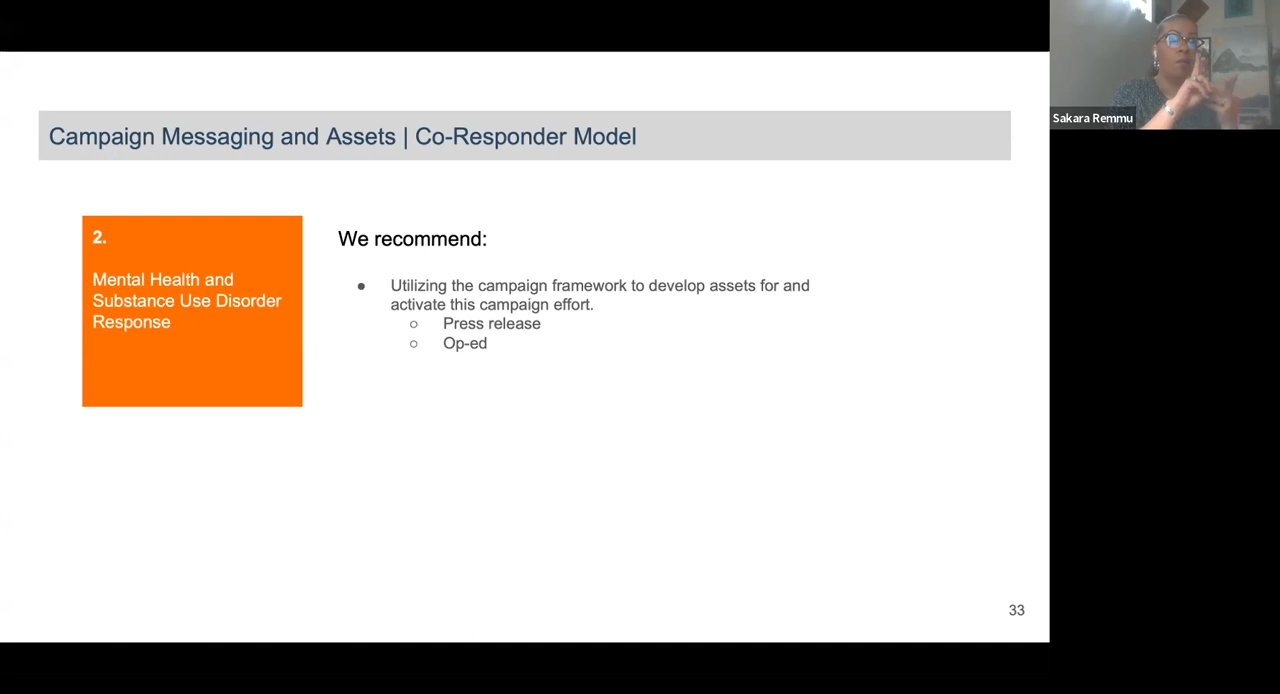 Campaign Messaging and Assets | Co-Responder Model
2.
Mental Health and
Substance Use Disorder
Response
We recommend:
● Utilizing the campaign framework to develop assets for and
activate this campaign effort.
○ Press release
○ Op-ed
33
Sakara Remmu